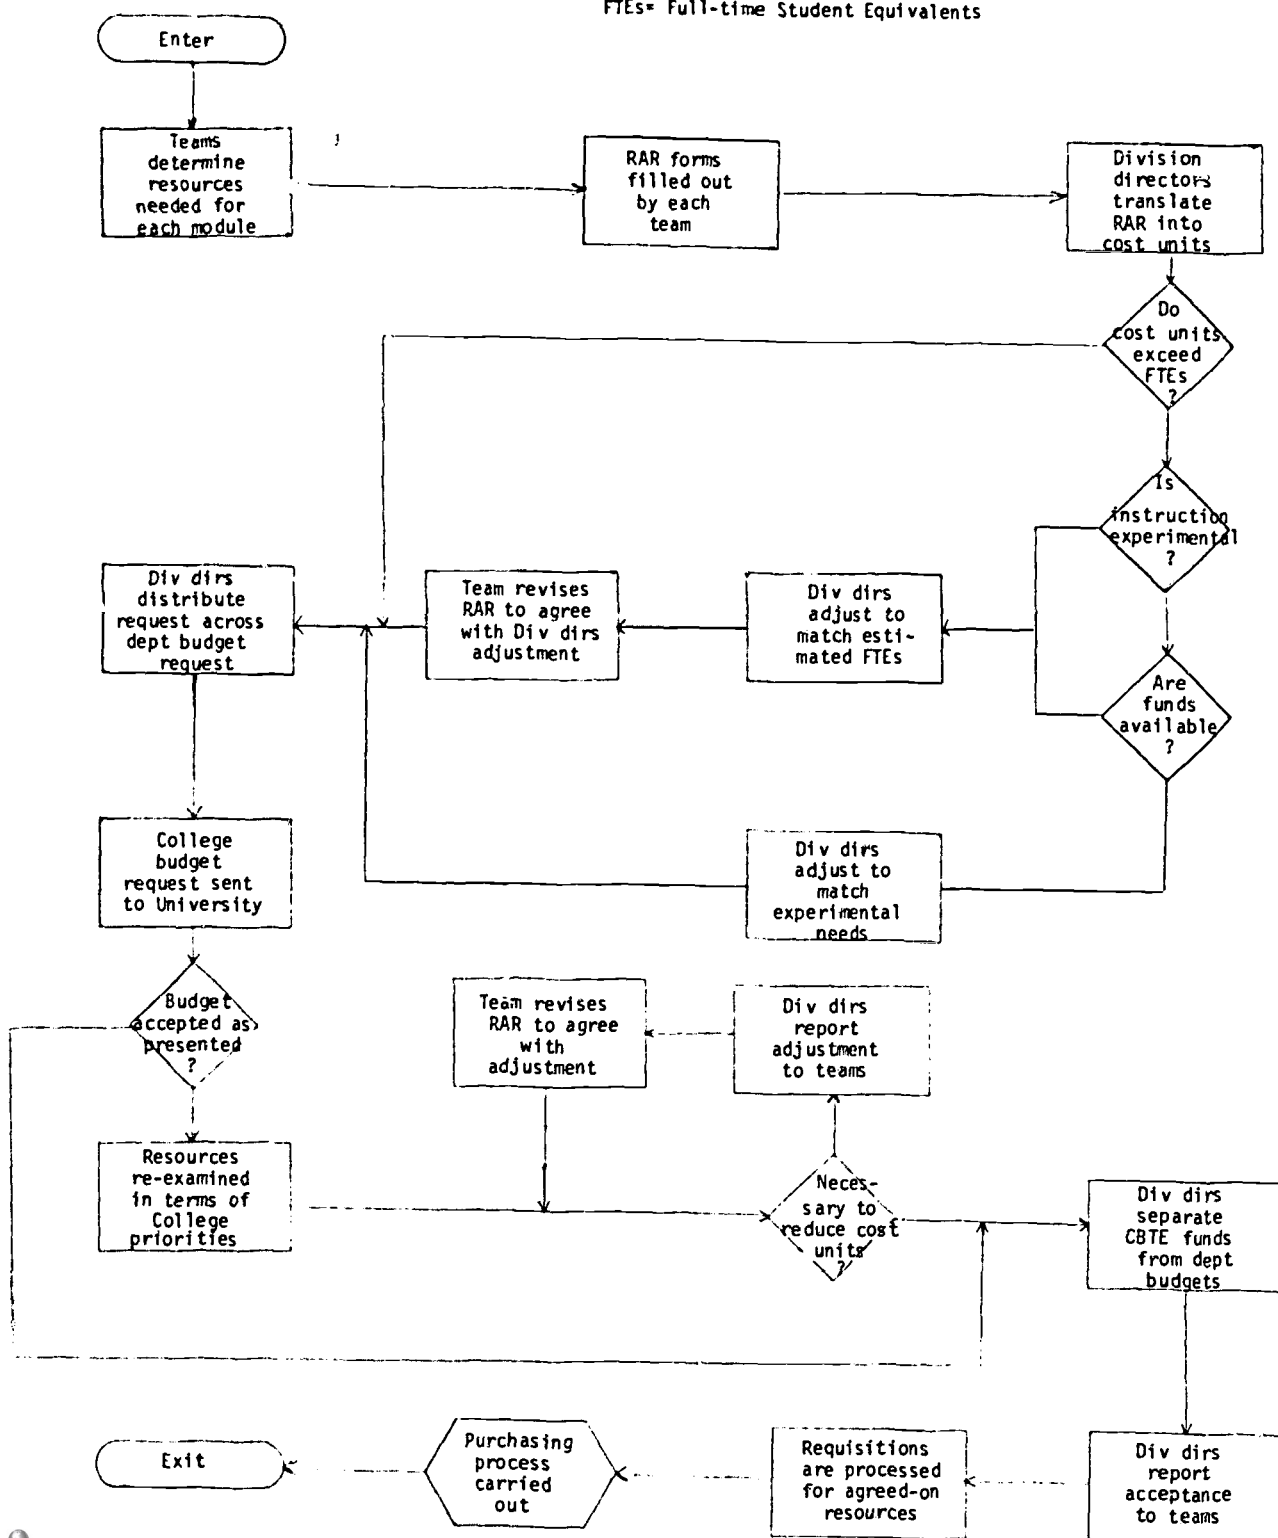 FTEs= Full-time Student Equivalents
Enter
Teams
determine
resources
needed for
each module
RAR forms
filled out
by each
team
Division
directors
translate
RAR into
cost units
Do
cost units
exceed
FTEs
?
Is
instruction
experimental
?
Div dirs
distribute
request across
dept budget
request
Team revises
RAR to agree
with Div dirs
adjustment
Div dirs
adjust to
match esti-
mated FTEs
Are
funds
available
?
College
budget
request sent
to University
Div dirs
adjust to
match
experimental
needs
Budget
accepted as
presented
?
Team revises
RAR to agree
with
adjustment
Div dirs
report
adjustment
to teams
Resources
re-examined
in terms of
College
priorities
Neces-
sary to
reduce cost
units
?
Div dirs
separate
CBTE funds
from dept
budgets
Exit
Purchasing
process
carried
out
Requisitions
are processed
for agreed-on
resources
Div dirs
report
acceptance
to teams